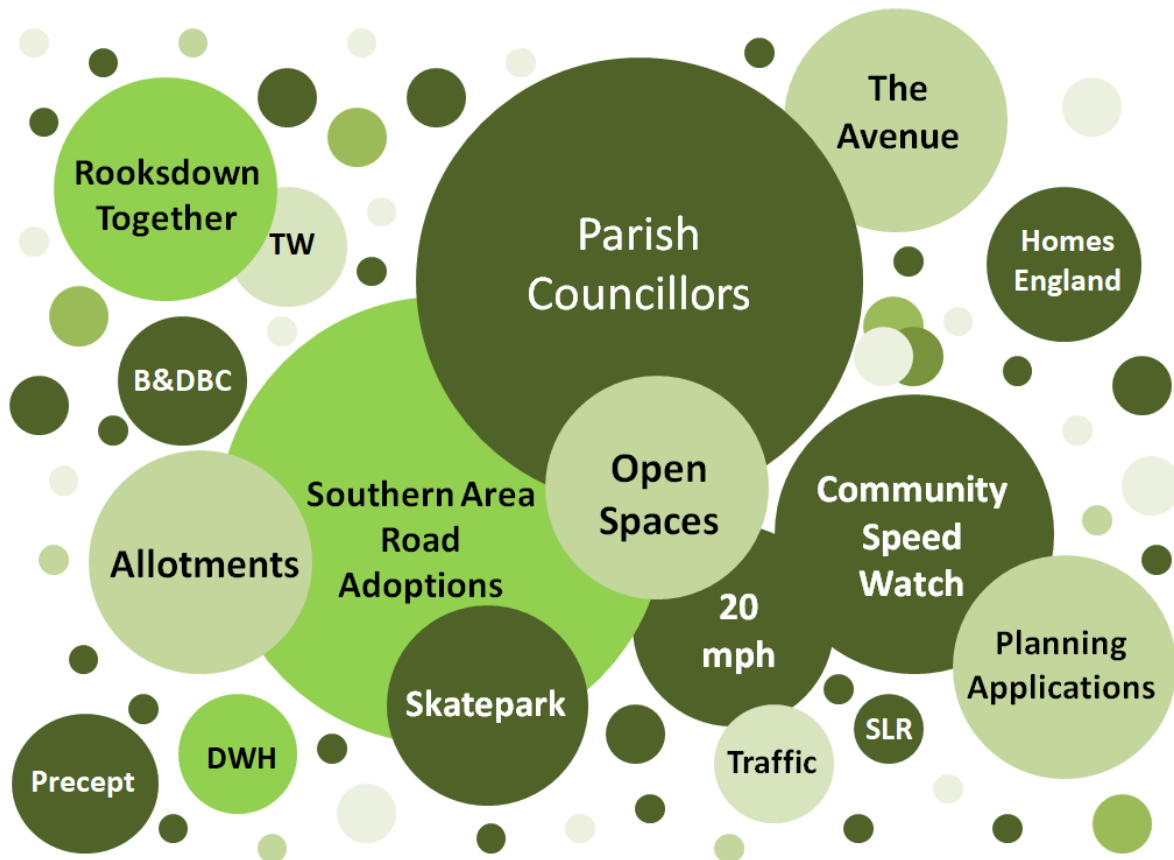 The
Avenue
Rooksdown
Together
TW
Parish
Councillors
Homes
England
B&DBC
Southern Area
Road
Adoptions
Open
Spaces
Community
Speed
Watch
Allotments
20
mph
Planning
Applications
Skatepark
SLR
DWH
Traffic
Precept